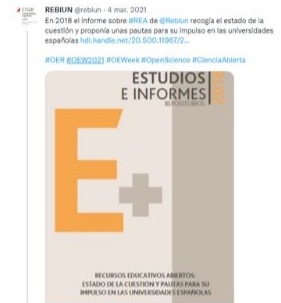 REBIUN @rebiun · 4 mar. 2021
En 2018 el Informe sobre #REA de @Rebiun recogía el estado de la
cuestión y proponía unas pautas para su impulso en las universidades
españolas hdl.handle.net/20.500.11967/2...
#OER #OEW2021 #OEWeek #OpenScience #CienciaAbierta
ESTUDIOS
E INFORMES
2018
E+
RECURSOS EDUCATIVOS ABIERTOS:
ESTADO DE LA CUESTIÓN Y PAUTAS PARA SU
IMPULSO EN LAS UNIVERSIDADES ESPAÑOLAS